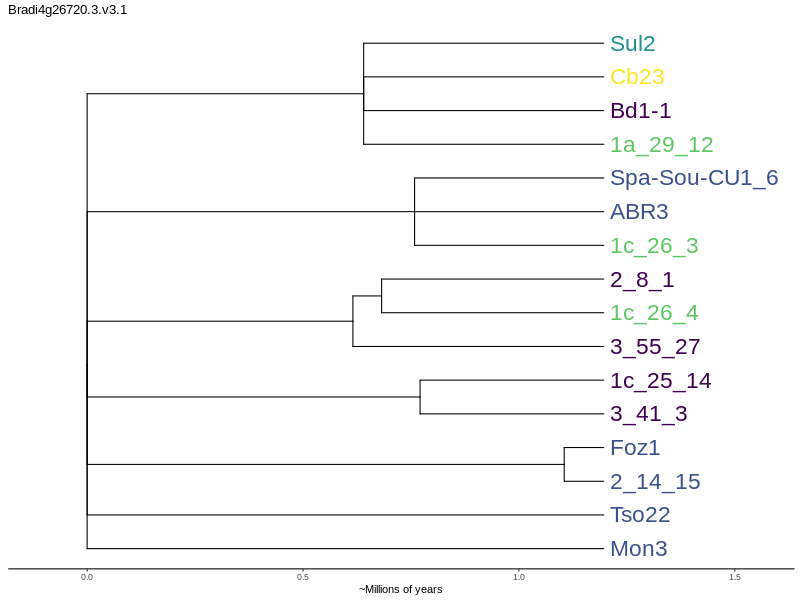 Bradi4g26720.3.v3.1
Sul2
Cb23
Bd1-1
1a_29_12
Spa-Sou-CU1_6
ABR3
1c_26_3
2_8_1
1c_26_4
3_55_27
1c_25_14
3_41_3
Foz1
2_14_15
Tso22
Mon3
0.0 0.5 1.0 1.5
~Millions of years